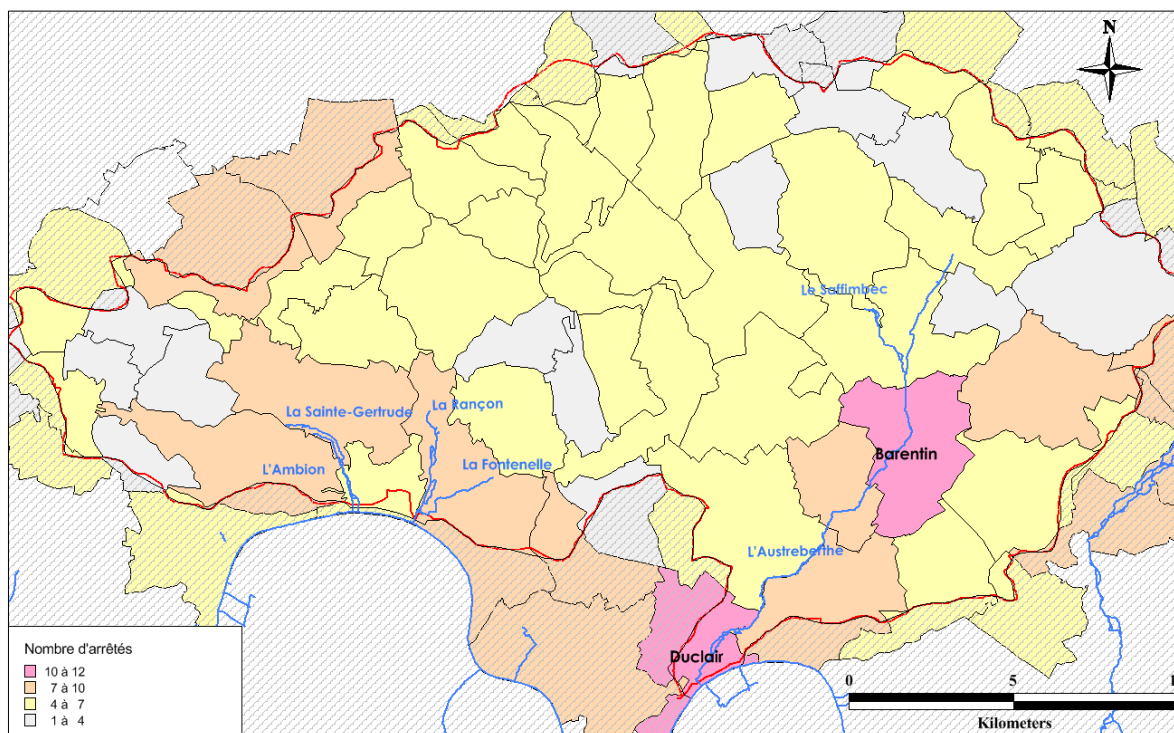 N
Le Saffimbec
La Sainte-Gertrude
La Rançon
Barentin
L'Ambion
La Fontenelle
L'Austreberthe
Duclair
Nombre d'arrêtés
10 à 12
7 à 10
4 à 7
1 à 4
0 5 1
Kilometers